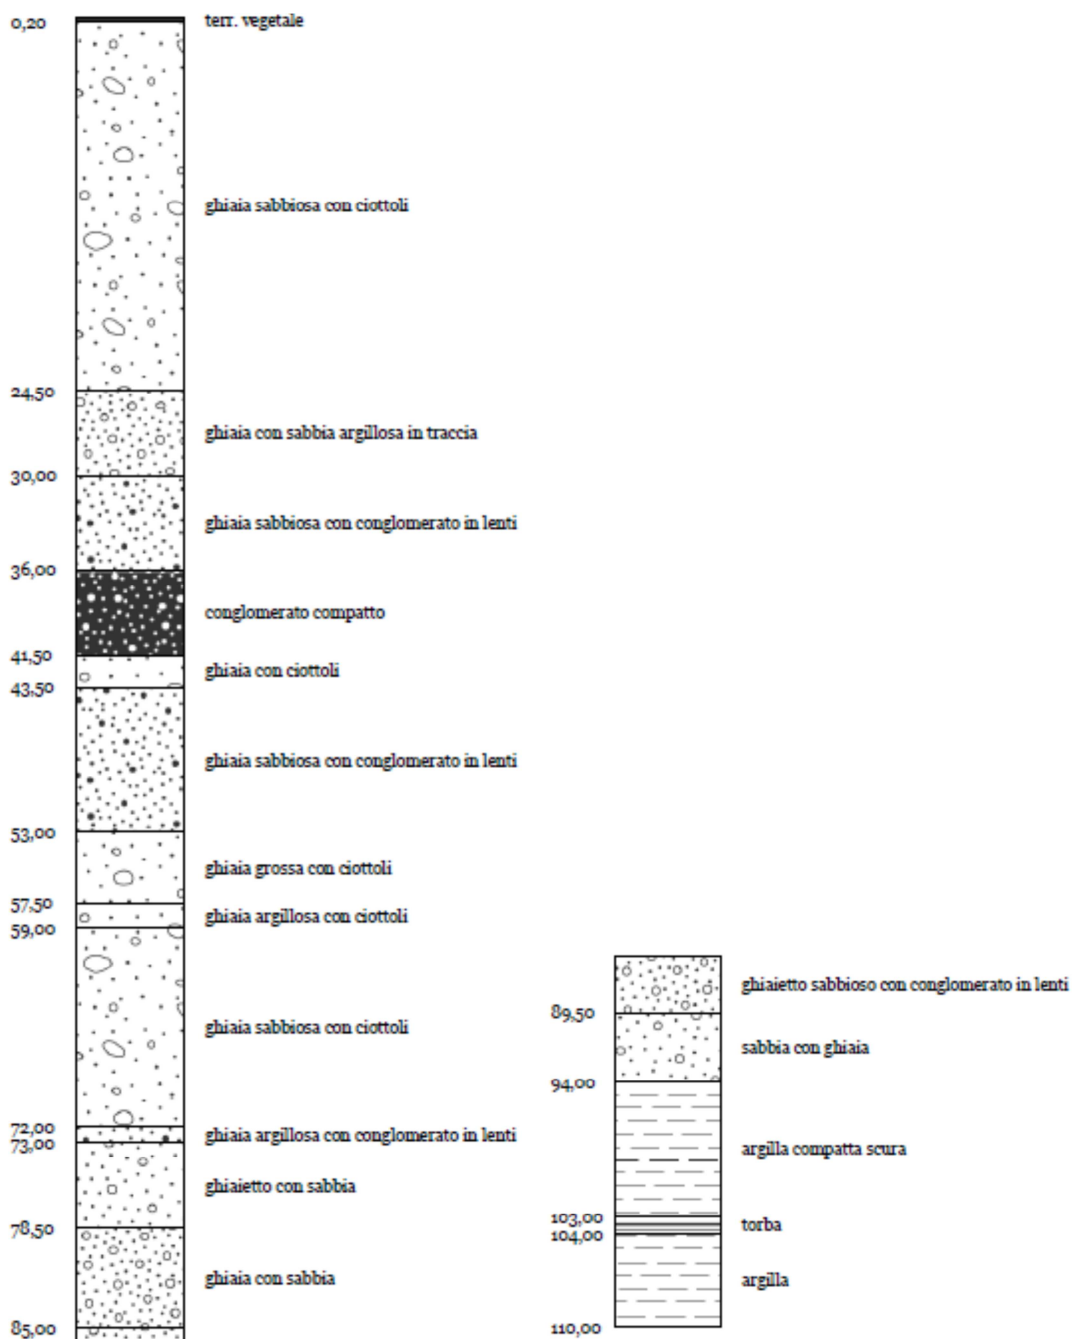 0,20 terr. vegetale
ghiaia sabbiosa con ciottoli
24,50
ghiaia con sabbia argillosa in traccia
30,00
ghiaia sabbiosa con conglomerato in lenti
36,00
conglomerato compatto
41,50
ghiaia con ciottoli
43,50
ghiaia sabbiosa con conglomerato in lenti
53,00
ghiaia grossa con ciottoli
57,50
ghiaia argillosa con ciottoli
59,00
ghiaia sabbiosa con ciottoli
72,00
ghiaia argillosa con conglomerato in lenti
73,00
ghiaietto con sabbia
78,50
ghiaia con sabbia
85,00
ghiaietto sabbioso con conglomerato in lenti
89,50
sabbia con ghiaia
94,00
argilla compatta scura
103,00
torba
104,00
argilla
110,00